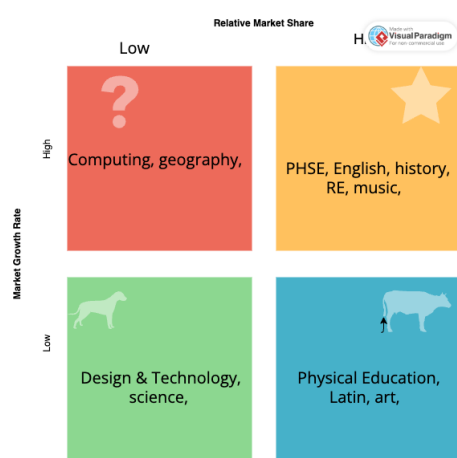 Relative Market Share
Low
Made with
Visual Paradigm
For non commercial use
High
?
Computing, geography,
PHSE, English, history,
RE, music,
Market Growth Rate
Low
Design & Technology,
science,
Physical Education,
Latin, art,